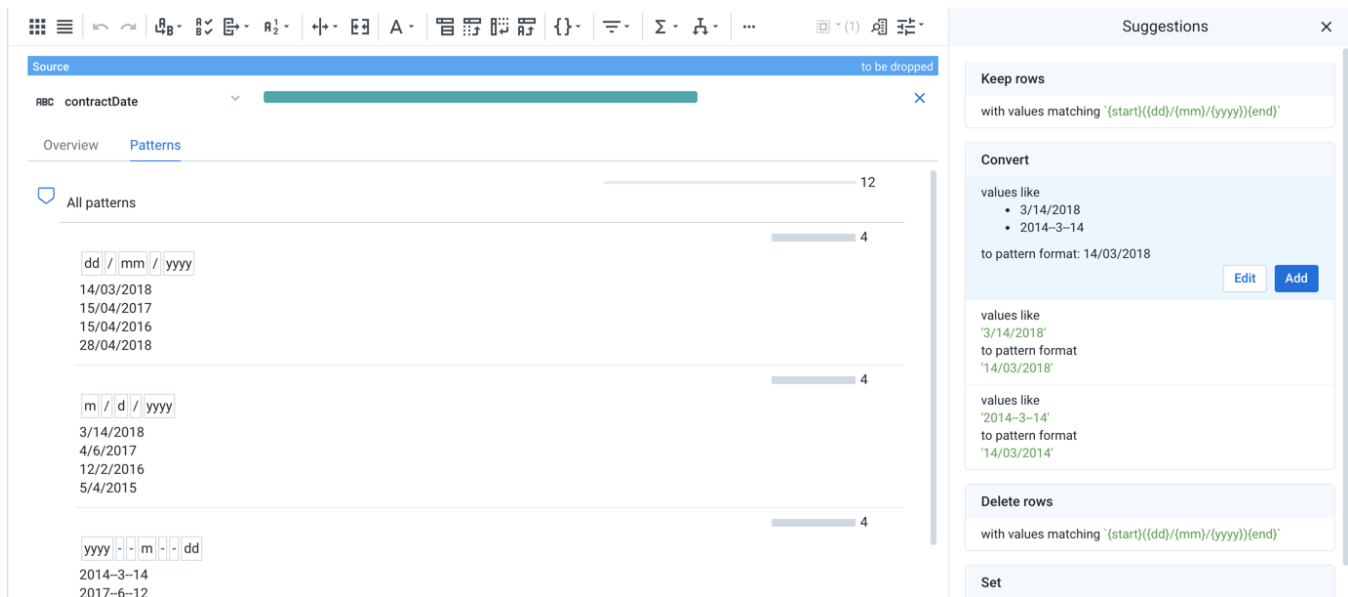 (1)
Suggestions
Source
to be dropped
ABC contractDate
Overview
Patterns
12
All patterns
4
dd / mm / yyyy
14/03/2018
15/04/2017
15/04/2016
28/04/2018
4
m / d / yyyy
3/14/2018
4/6/2017
12/2/2016
5/4/2015
4
yyyy - - m - - dd
2014--3--14
2017--6--12
Keep rows
with values matching `{start}({dd}/{mm}/{yyyy}){end}`
Convert
values like
• 3/14/2018
• 2014--3--14
to pattern format: 14/03/2018
Edit
Add
values like
'3/14/2018'
to pattern format
'14/03/2018'
values like
'2014--3--14'
to pattern format
'14/03/2014'
Delete rows
with values matching `{start}({dd}/{mm}/{yyyy}){end}`
Set